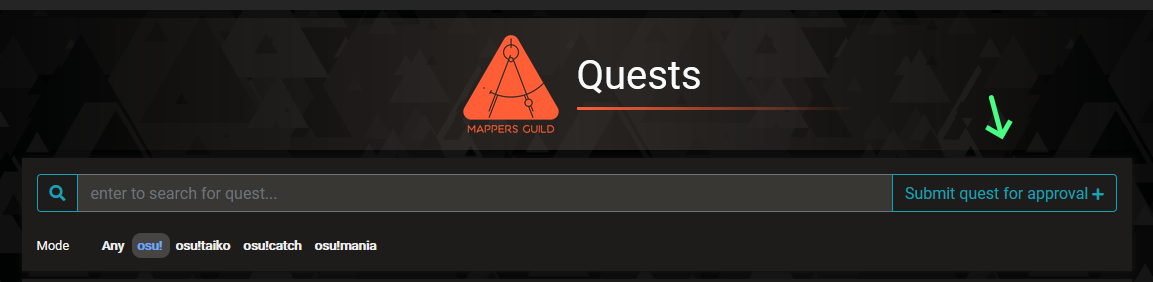 Quests
MAPPERS GUILD
enter to search for quest...
Submit quest for approval +
Mode Any osu! osu!taiko osu!catch osu!mania